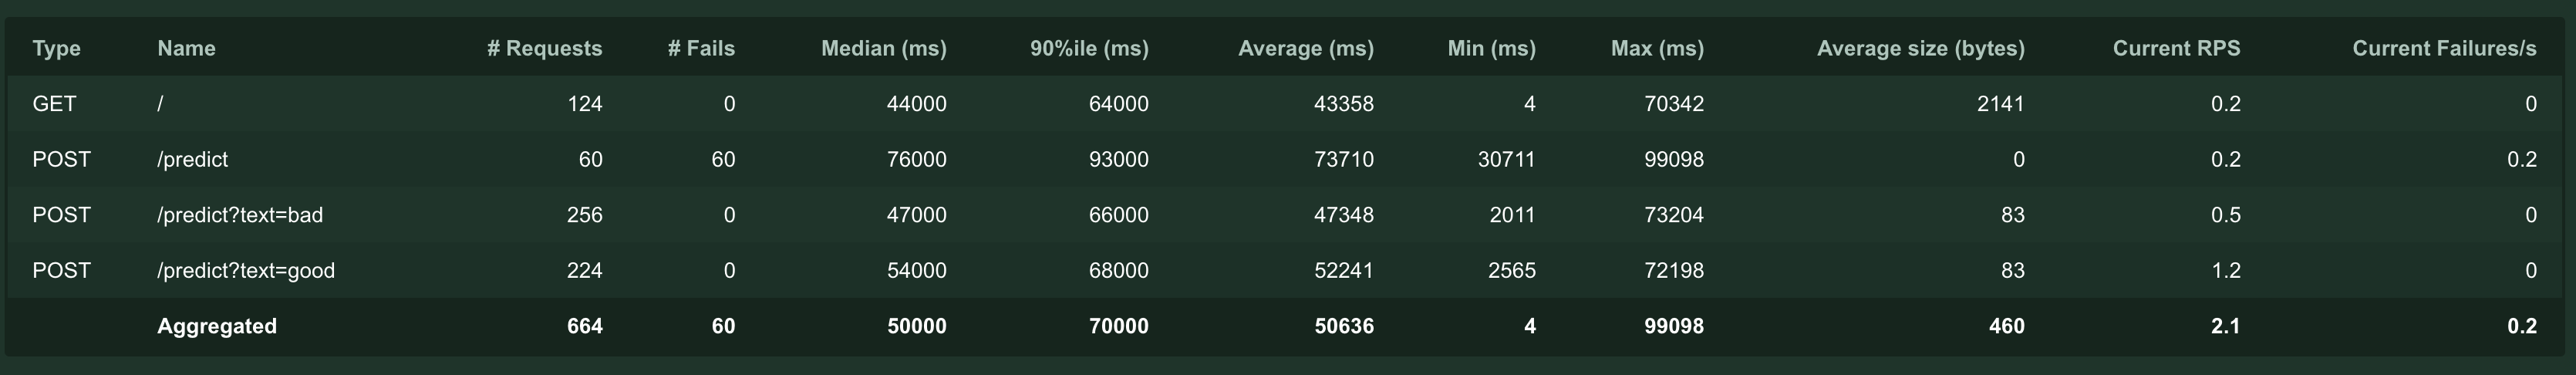 Type Name # Requests # Fails Median (ms) 90%ile (ms) Average (ms) Min (ms) Max (ms) Average size (bytes) Current RPS Current Failures/s
GET / 124 0 44000 64000 43358 4 70342 2141 0.2 0
POST /predict 60 60 76000 93000 73710 30711 99098 0 0.2 0.2
POST /predict?text=bad 256 0 47000 66000 47348 2011 73204 83 0.5 0
POST /predict?text=good 224 0 54000 68000 52241 2565 72198 83 1.2 0
Aggregated 664 60 50000 70000 50636 4 99098 460 2.1 0.2